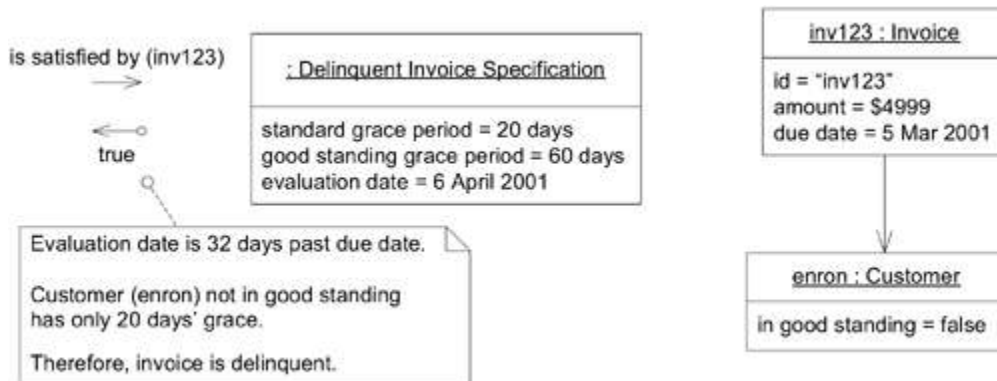 is satisfied by (inv123)
true
: Delinquent Invoice Specification
standard grace period = 20 days
good standing grace period = 60 days
evaluation date = 6 April 2001
Evaluation date is 32 days past due date.
Customer (enron) not in good standing
has only 20 days' grace.
Therefore, invoice is delinquent.
inv123 : Invoice
id = "inv123"
amount = $4999
due date = 5 Mar 2001
enron : Customer
in good standing = false